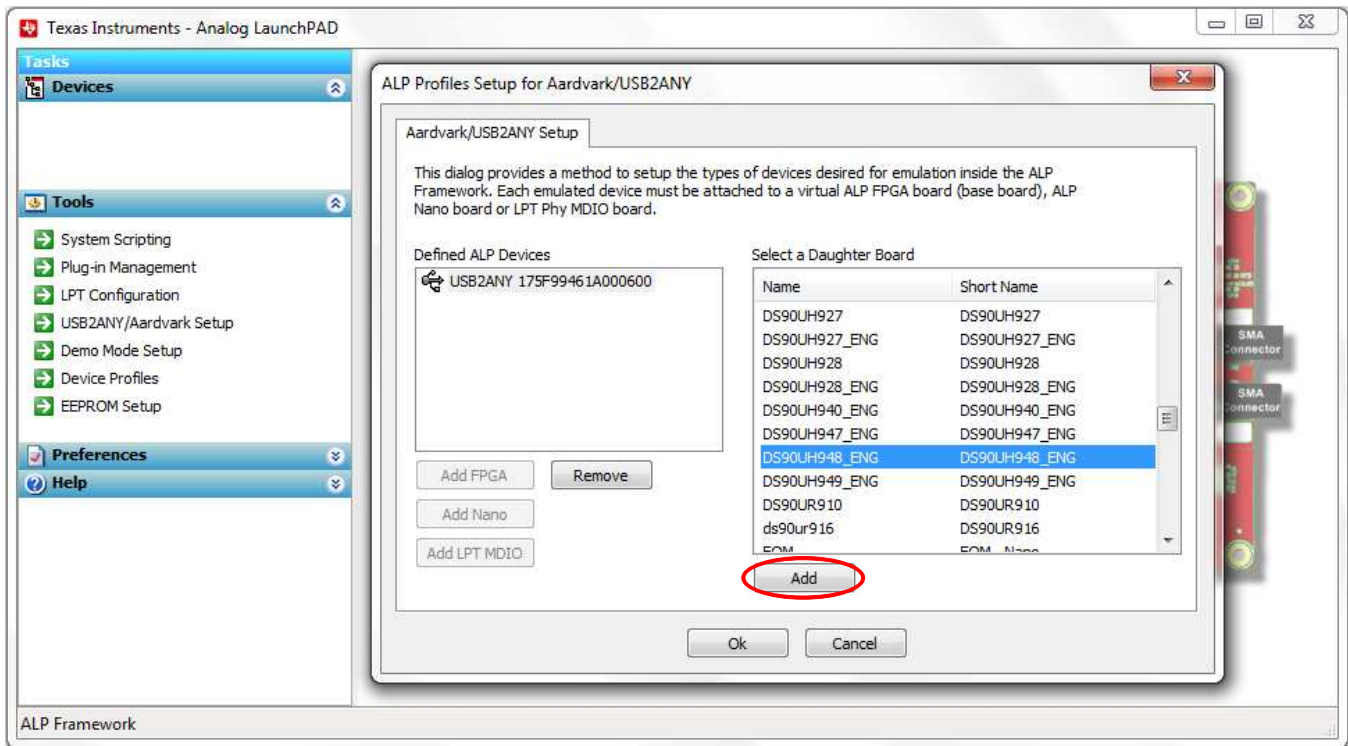 Texas Instruments - Analog LaunchPAD
Tasks
Devices
Tools
System Scripting
Plug-in Management
LPT Configuration
USB2ANY/Aardvark Setup
Demo Mode Setup
Device Profiles
EEPROM Setup
Preferences
Help
ALP Profiles Setup for Aardvark/USB2ANY
Aardvark/USB2ANY Setup
This dialog provides a method to setup the types of devices desired for emulation inside the ALP
Framework. Each emulated device must be attached to a virtual ALP FPGA board (base board), ALP
Nano board or LPT Phy MDIO board.
Defined ALP Devices
USB2ANY 175F99461A000600
Add FPGA Remove
Add Nano
Add LPT MDIO
Select a Daughter Board
Name Short Name
DS90UH927 DS90UH927
DS90UH927_ENG DS90UH927_ENG
DS90UH928 DS90UH928
DS90UH928_ENG DS90UH928_ENG
DS90UH940_ENG DS90UH940_ENG
DS90UH947_ENG DS90UH947_ENG
DS90UH948_ENG DS90UH948_ENG
DS90UH949_ENG DS90UH949_ENG
DS90UR910 DS90UR910
ds90ur916 DS90UR916
Add
Ok Cancel
SMA
Connector
SMA
Connector
ALP Framework